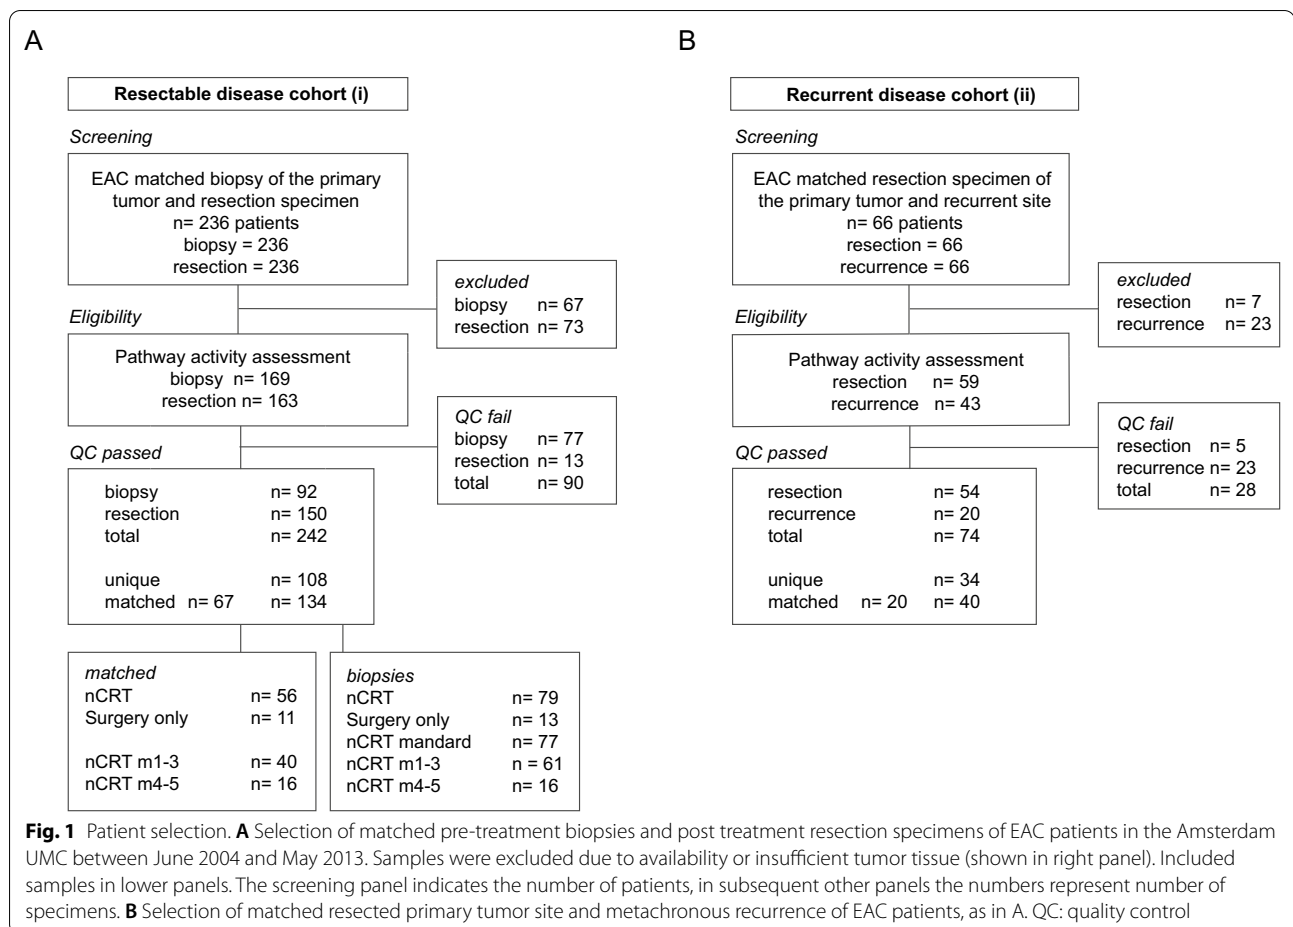 A
Resectable disease cohort (i)
Screening
EAC matched biopsy of the primary
tumor and resection specimen
n= 236 patients
biopsy = 236
resection = 236
excluded
biopsy n= 67
resection n= 73
Eligibility
Pathway activity assessment
biopsy n= 169
resection n= 163
QC fail
biopsy n= 77
resection n= 13
total n= 90
QC passed
biopsy n= 92
resection n= 150
total n= 242
unique n= 108
matched n= 67 n= 134
matched
nCRT n= 56
Surgery only n= 11
nCRT m1-3 n= 40
nCRT m4-5 n= 16
biopsies
nCRT n= 79
Surgery only n= 13
nCRT mandard n= 77
nCRT m1-3 n = 61
nCRT m4-5 n= 16
B
Recurrent disease cohort (ii)
Screening
EAC matched resection specimen of
the primary tumor and recurrent site
n= 66 patients
resection = 66
recurrence = 66
excluded
resection n= 7
recurrence n= 23
Eligibility
Pathway activity assessment
resection n= 59
recurrence n= 43
QC fail
resection n= 5
recurrence n= 23
total n= 28
QC passed
resection n= 54
recurrence n= 20
total n= 74
unique n= 34
matched n= 20 n= 40
Fig. 1 Patient selection. A Selection of matched pre-treatment biopsies and post treatment resection specimens of EAC patients in the Amsterdam
UMC between June 2004 and May 2013. Samples were excluded due to availability or insufficient tumor tissue (shown in right panel). Included
samples in lower panels. The screening panel indicates the number of patients, in subsequent other panels the numbers represent number of
specimens. B Selection of matched resected primary tumor site and metachronous recurrence of EAC patients, as in A. QC: quality control